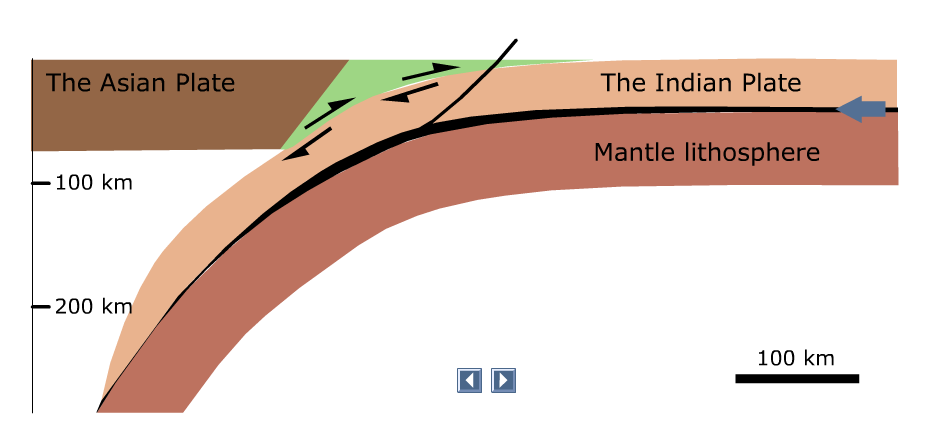 The Asian Plate
The Indian Plate
Mantle lithosphere
100 km
200 km
100 km